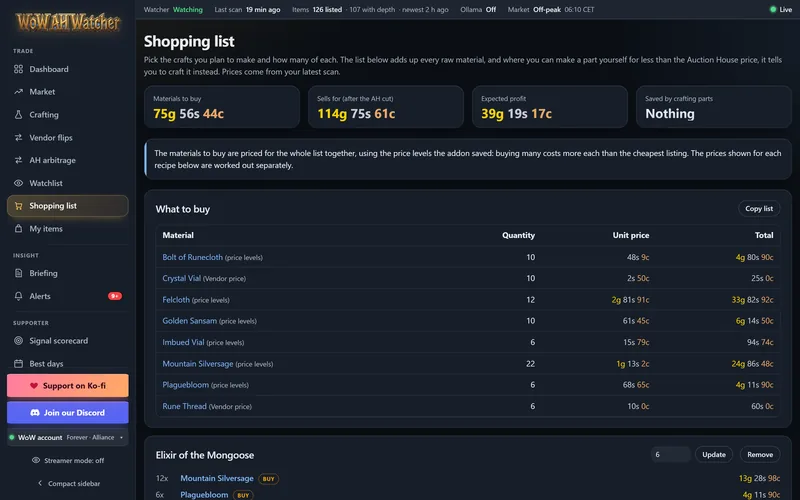 WoW AH Watcher
Watcher Watching Last scan 19 min ago Items 126 listed · 107 with depth · newest 2 h ago Ollama Off Market Off-peak 06:10 CET Live
TRADE
Dashboard
Market
Crafting
Vendor flips
AH arbitrage
Watchlist
Shopping list
My items
INSIGHT
Briefing
Alerts 9+
SUPPORTER
Signal scorecard
Best days
Support on Ko-fi
Join our Discord
WoW account Forever · Alliance
Streamer mode: off
Compact sidebar
Shopping list
Pick the crafts you plan to make and how many of each. The list below adds up every raw material, and where you can make a part yourself for less than the Auction House price, it tells
you to craft it instead. Prices come from your latest scan.
Materials to buy
75g 56s 44c
Sells for (after the AH cut)
114g 75s 61c
Expected profit
39g 19s 17c
Saved by crafting parts
Nothing
The materials to buy are priced for the whole list together, using the price levels the addon saved: buying many costs more each than the cheapest listing. The prices shown for each
recipe below are worked out separately.
What to buy
Copy list
Material Quantity Unit price Total
Bolt of Runecloth (price levels) 10 48s 9c 4g 80s 90c
Crystal Vial (Vendor price) 10 2s 50c 25s 0c
Felcloth (price levels) 12 2g 81s 91c 33g 82s 92c
Golden Sansam (price levels) 10 61s 45c 6g 14s 50c
Imbued Vial (price levels) 6 15s 79c 94s 74c
Mountain Silversage (price levels) 22 1g 13s 2c 24g 86s 48c
Plaguebloom (price levels) 6 68s 65c 4g 11s 90c
Rune Thread (Vendor price) 6 10s 0c 60s 0c
Elixir of the Mongoose 6 Update Remove
12x Mountain Silversage BUY 13g 28s 98c
6x Plaguebloom BUY 4g 11s 90c